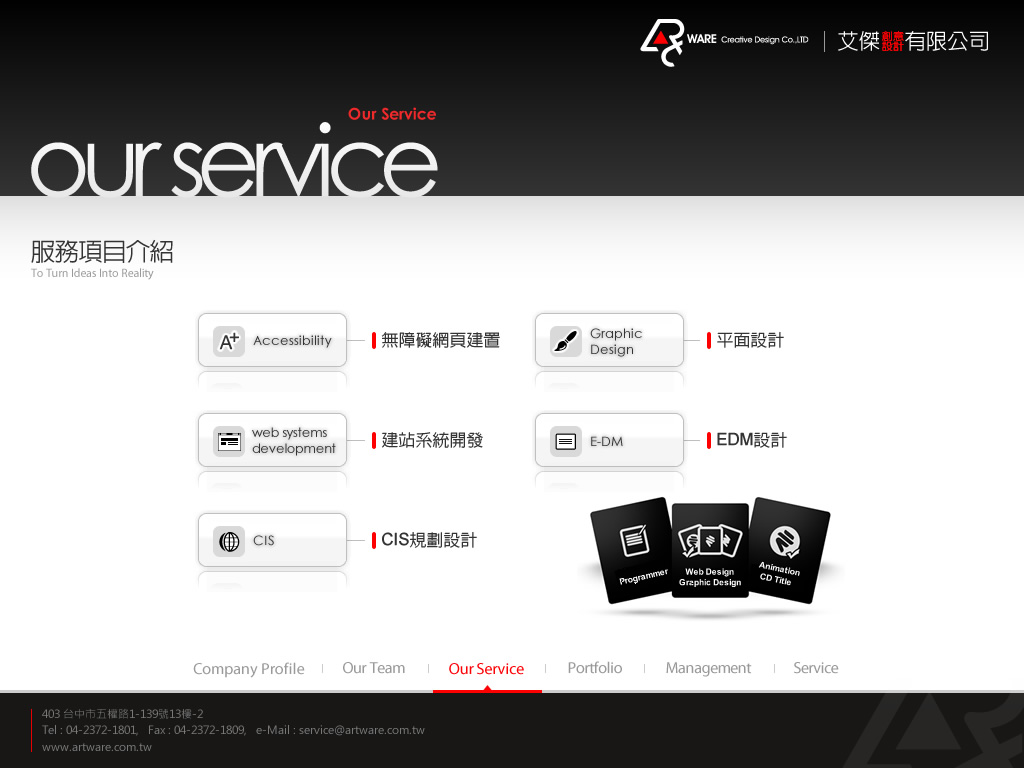 ART WARE Creative Design Co.,LTD
艾傑創意設計有限公司
Our Service
our service
服務項目介紹
To Turn Ideas Into Reality
A+ Accessibility
無障礙網頁建置
Graphic
Design
平面設計
web systems
development
建站系統開發
E-DM
EDM設計
CIS
CIS規劃設計
Programmer
Web Design
Graphic Design
Animation
CD Title
Company Profile
Our Team
Our Service
Portfolio
Management
Service
403 台中市五權路1-139號13樓-2
Tel : 04-2372-1801, Fax : 04-2372-1809, e-Mail : service@artware.com.tw
www.artware.com.tw